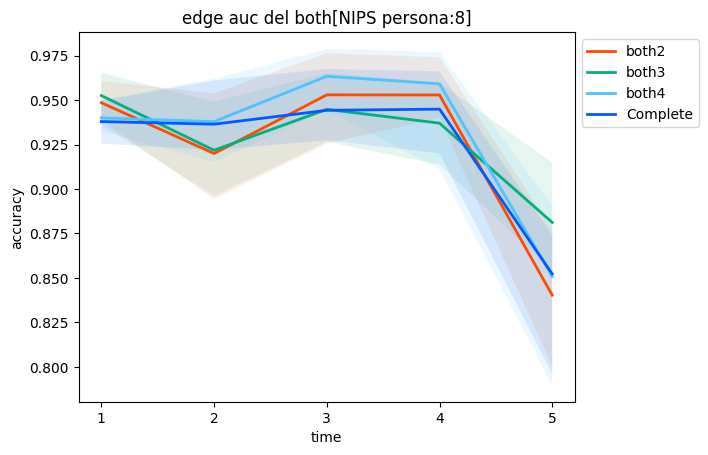 edge auc del both[NIPS persona:8]
0.975
0.950
0.925
0.900
0.875
0.850
0.825
0.800
accuracy
1 2 3 4 5
time
both2
both3
both4
Complete